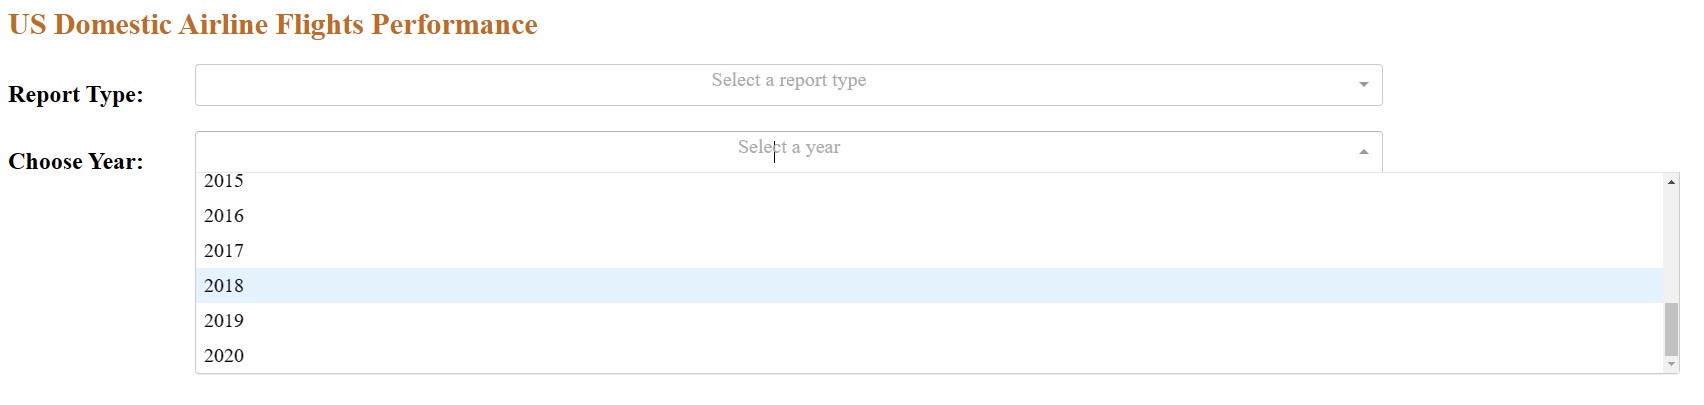 US Domestic Airline Flights Performance
Report Type:
Select a report type
Choose Year:
Select a year
2015
2016
2017
2018
2019
2020